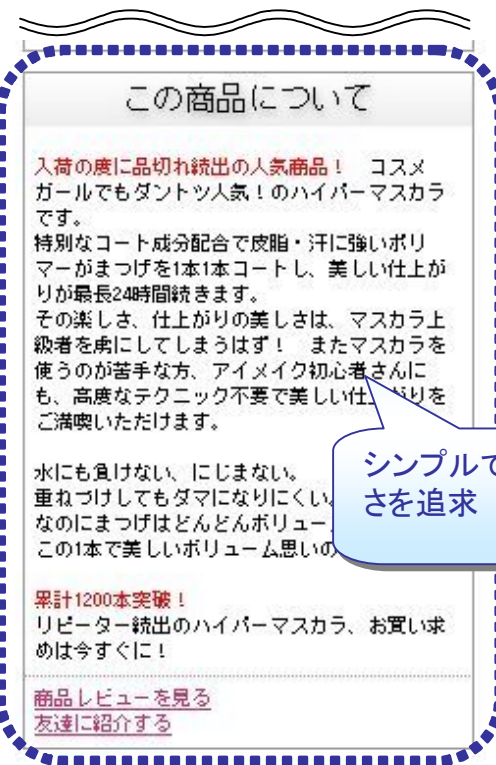 この商品について
入荷の度に品切れ続出の人気商品！　コスメ
ガールでもダントツ人気！のハイパーマスカラ
です。
特別なコート成分配合で皮脂・汗に強いポリ
マーがまつげを1本1本コートし、美しい仕上が
りが最長24時間続きます。
その楽しさ、仕上がりの美しさは、マスカラ上
級者を虜にしてしまうはず！　またマスカラを
使うのが苦手な方、アイメイク初心者さんに
も、高度なテクニック不要で美しい仕上がりを
ご満喫いただけます。
水にも負けない、にじまない。
重ねづけしてもダマになりにくい。
なのにまつげはどんどんボリュー
この1本で美しいボリューム思いの
シンプルで
さを追求
累計1200本突破！
リピーター続出のハイパーマスカラ、お買い求
めは今すぐに！
商品レビューを見る
友達に紹介する